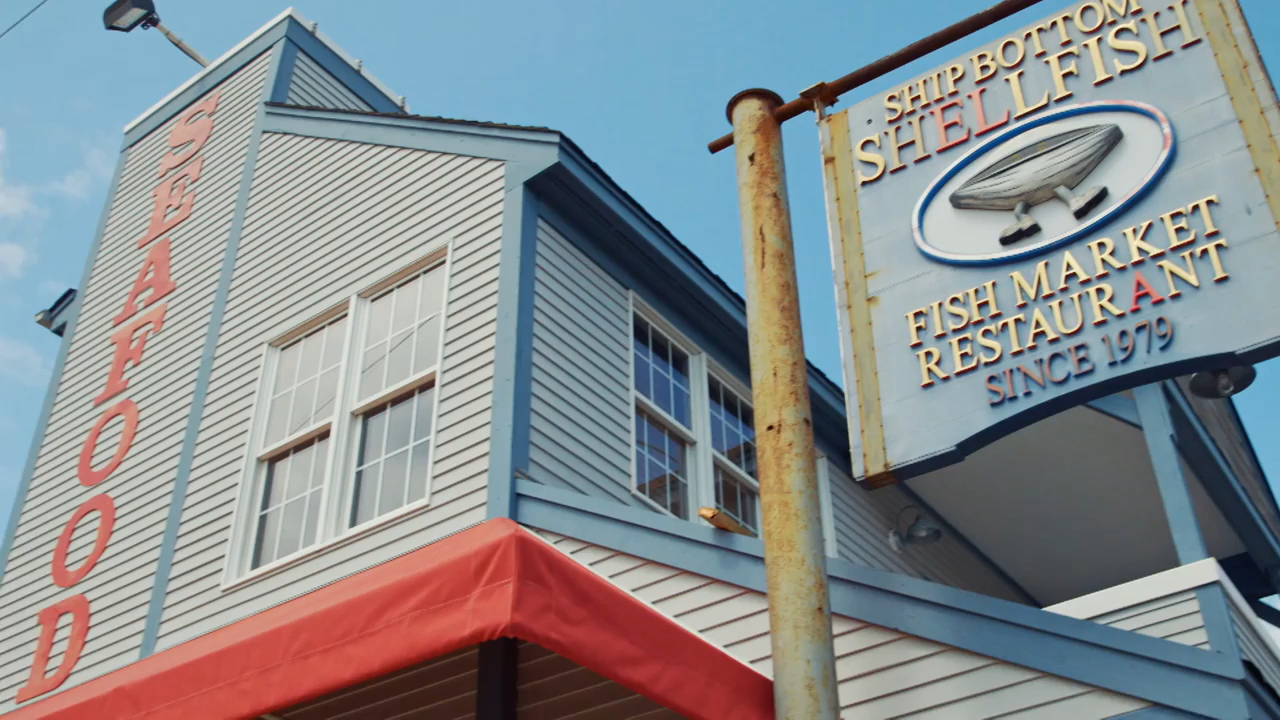 SEAFOOD
SHIP BOTTOM
SHELLFISH
FISH MARKET
RESTAURANT
SINCE 1979